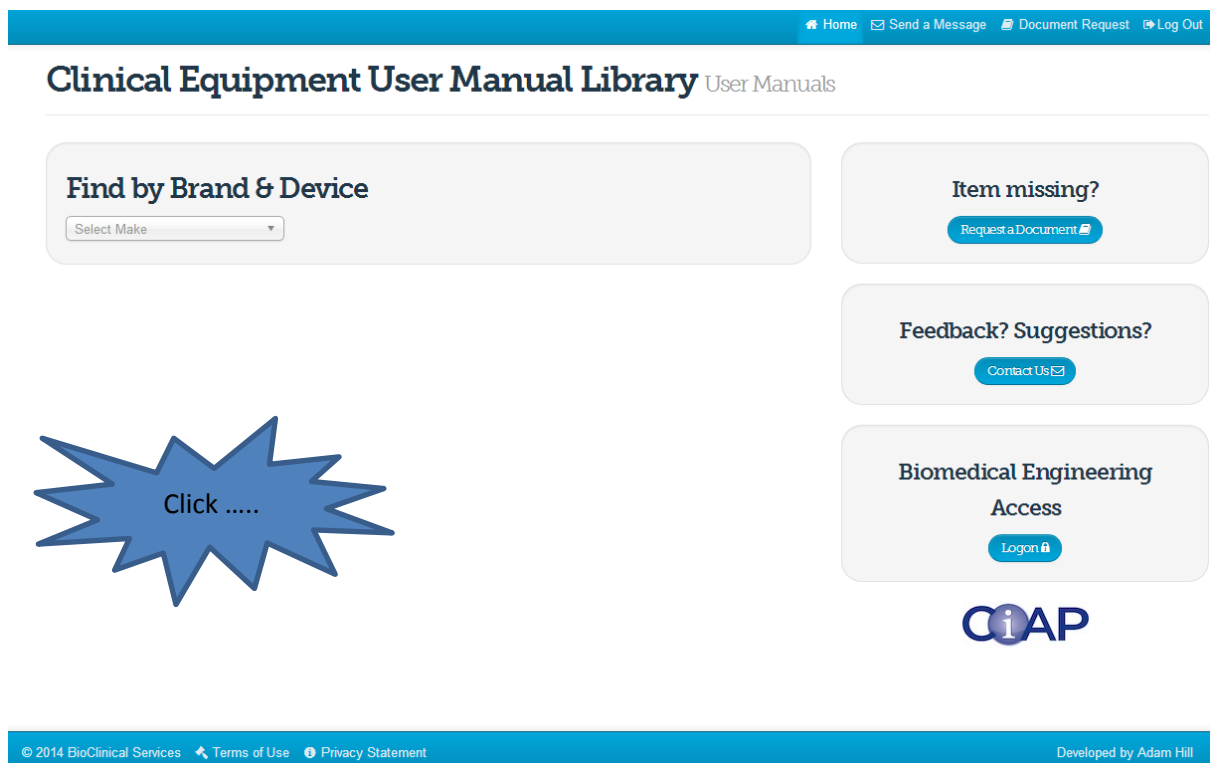 Home Send a Message Document Request Log Out
Clinical Equipment User Manual Library User Manuals
Find by Brand & Device
Select Make
Item missing?
Request a Document
Feedback? Suggestions?
Contact Us
Click .....
Biomedical Engineering
Access
Logon
CiAP
© 2014 BioClinical Services Terms of Use Privacy Statement Developed by Adam Hill